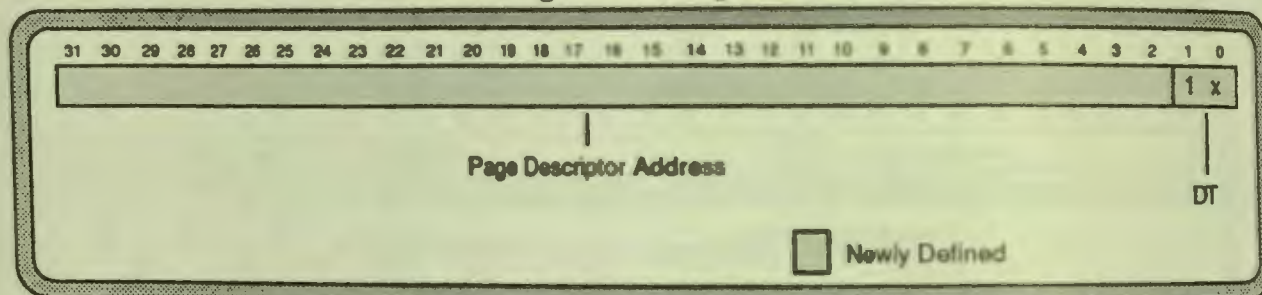 31 30 29 28 27 26 25 24 23 22 21 20 19 18 17 16 15 14 13 12 11 10 9 8 7 6 5 4 3 2 1 0
1 x
Page Descriptor Address
DT
Newly Defined